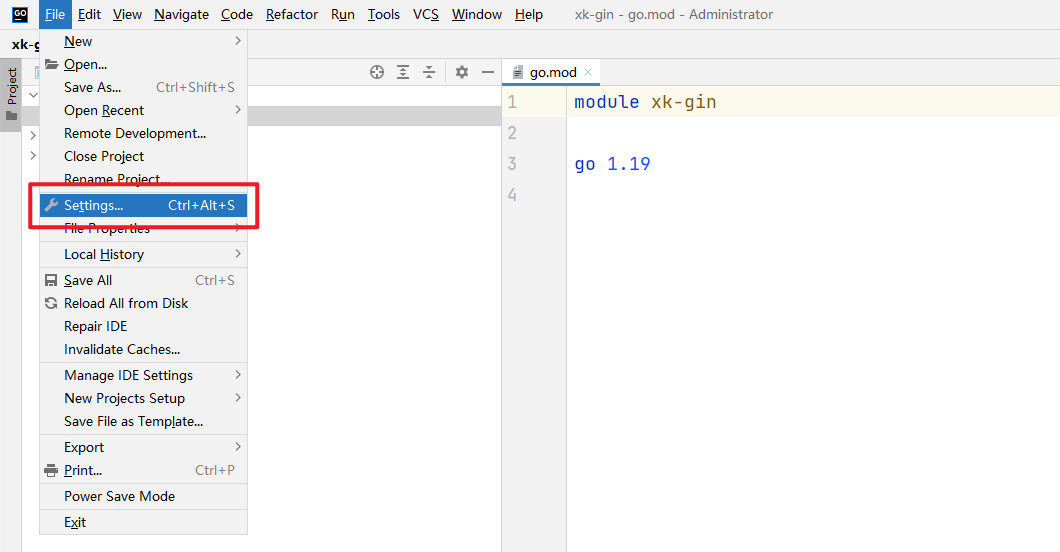 GO File Edit View Navigate Code Refactor Run Tools VCS Window Help xk-gin - go.mod - Administrator
xk-g
Project
New
Open...
Save As... Ctrl+Shift+S
Open Recent
Remote Development...
Close Project
Rename Project...
Settings... Ctrl+Alt+S
File Properties
Local History
Save All Ctrl+S
Reload All from Disk
Repair IDE
Invalidate Caches...
Manage IDE Settings
New Projects Setup
Save File as Template...
Export
Print... Ctrl+P
Power Save Mode
Exit
go.mod
1 module xk-gin
2
3 go 1.19
4